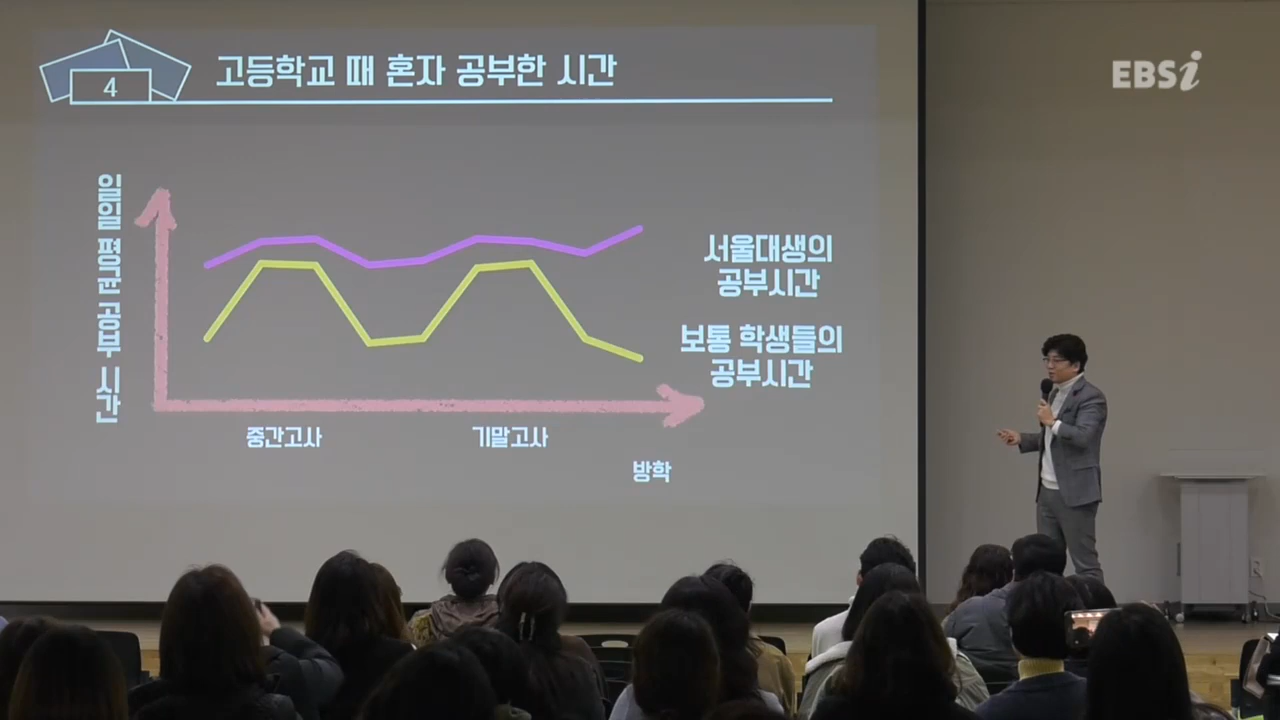 4
고등학교 때 혼자 공부한 시간
EBSi
일일 평균 공부 시간
서울대생의
공부시간
보통 학생들의
공부시간
중간고사
기말고사
방학